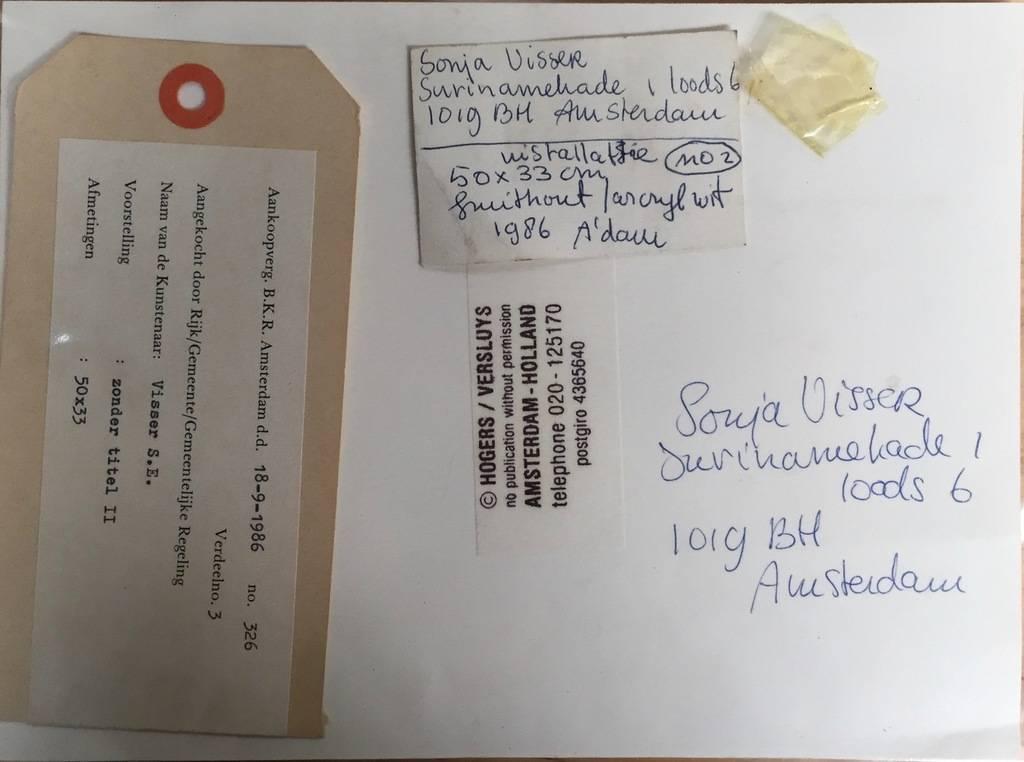 Aankoopverg. B.K.R. Amsterdam d.d. 18-9-1986 no. 326
Verdeelno. 3
Aangekocht door Rijk/Gemeente/Gemeentelijke Regeling
Naam van de Kunstenaar: Visser S.E.
Voorstelling : zonder titel II
Afmetingen : 50x33
Sonja Visser
Surinamekade 1 loods 6
1019 BH Amsterdam
installatie no 2
50 x 33 cm
fruithout / acryl wit
1986 A'dam
© HOGERS / VERSLUYS
no publication without permission
AMSTERDAM - HOLLAND
telephone 020 - 125170
postgiro 4365640
Sonja Visser
Surinamekade 1
loods 6
1019 BH
Amsterdam